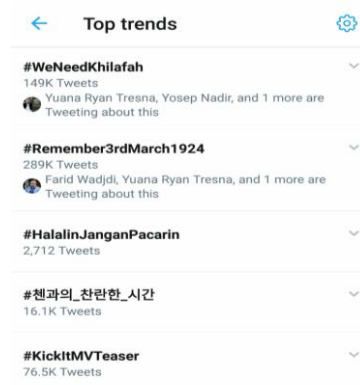 Top trends
#WeNeedKhilafah
149K Tweets
Yuana Ryan Tresna, Yosep Nadir, and 1 more are
Tweeting about this
#Remember3rdMarch1924
289K Tweets
Farid Wadjdi, Yuana Ryan Tresna, and 1 more are
Tweeting about this
#HalalinJanganPacarin
2,712 Tweets
#첸과의_찬란한_시간
16.1K Tweets
#KickItMVTeaser
76.5K Tweets